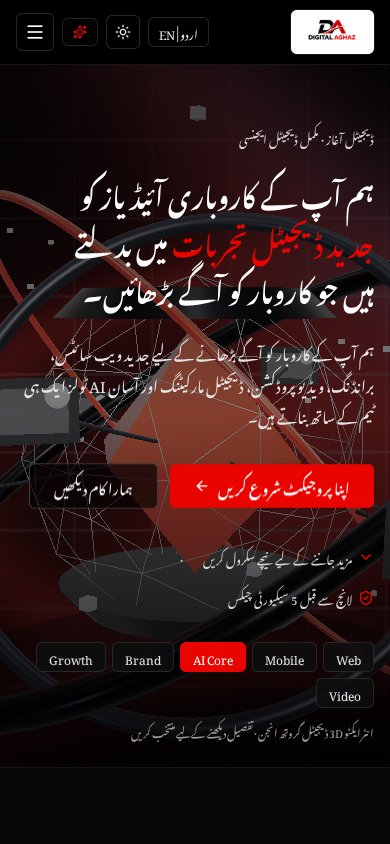 DA
DIGITAL AGHAZ
EN|اردو
ڈیجیٹل آغاز · مکمل ڈیجیٹل ایجنسی
ہم آپ کے کاروباری آئیڈیاز کو
جدید ڈیجیٹل تجربات میں بدلتے
ہیں جو کاروبار کو آگے بڑھائیں۔
ہم آپ کے کاروبار کو آگے بڑھانے کے لیے جدید ویب سائٹس،
برانڈنگ، ویڈیو پروڈکشن، ڈیجیٹل مارکیٹنگ اور آسان AI ٹولز ایک ہی
ٹیم کے ساتھ بناتے ہیں۔
اپنا پروجیکٹ شروع کریں ←
ہمارا کام دیکھیں
مزید جاننے کے لیے نیچے سکرول کریں
لانچ سے قبل 5 سیکیورٹی چیکس
Web
Mobile
AI Core
Brand
Growth
Video
انٹرایکٹو 3D ڈیجیٹل گروتھ انجن · تفصیل دیکھنے کے لیے منتخب کریں